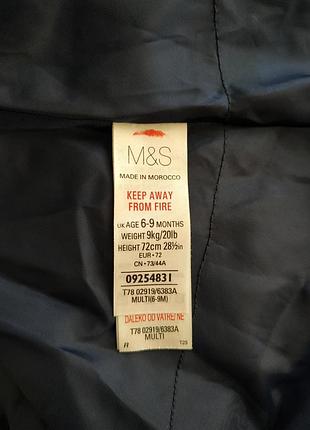 M&S
MADE IN MOROCCO
KEEP AWAY
FROM FIRE
UK AGE 6-9 MONTHS
WEIGHT 9kg/20lb
HEIGHT 72cm 28½in
EUR • 72
CN • 73/44A
09254831
T78 02919/6383A
MULTI(6-9M)
DALEKO OD VATRE/NE
T78 02919/6383A
MULTI
T25